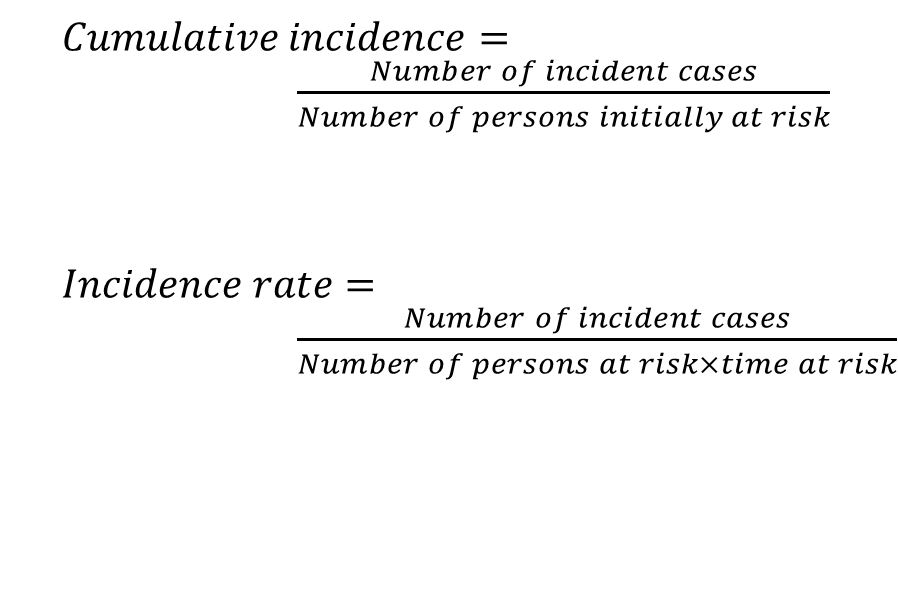 Cumulative incidence =
Number of incident cases
Number of persons initially at risk
Incidence rate =
Number of incident cases
Number of persons at risk×time at risk